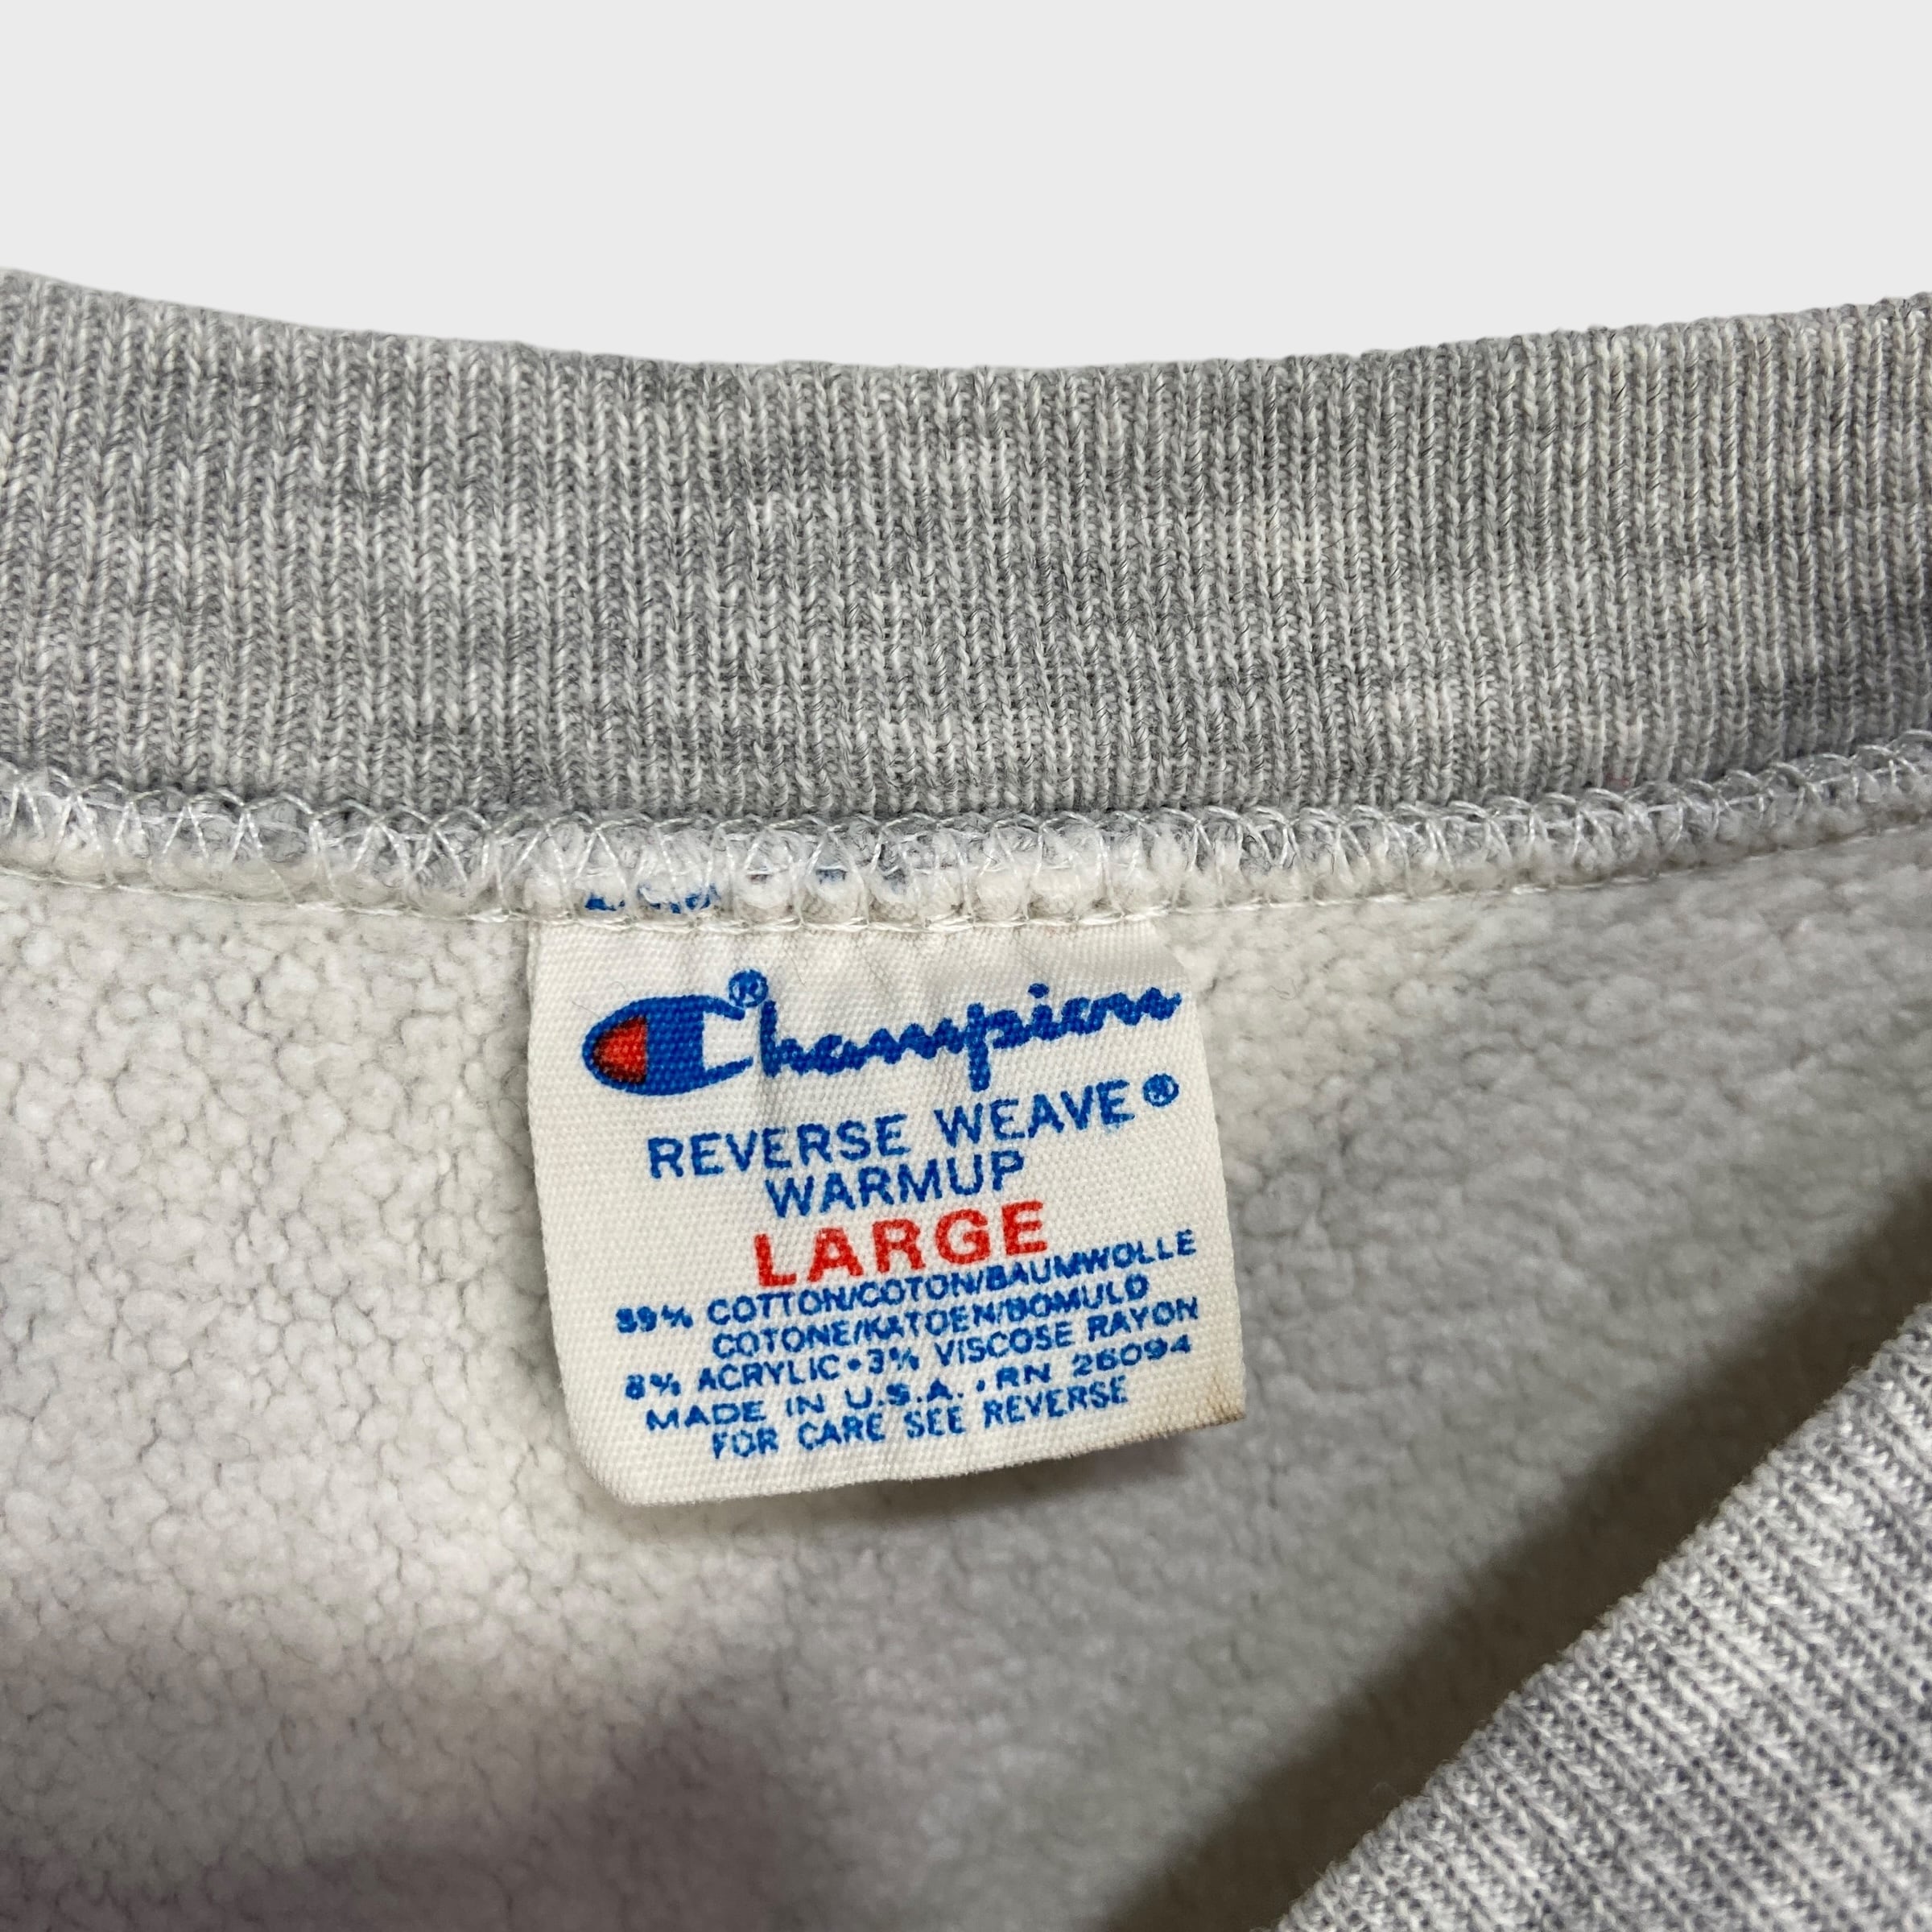 Champion®
REVERSE WEAVE®
WARMUP
LARGE
89% COTTON/COTON/BAUMWOLLE
COTONE/KATOEN/BOMULD
8% ACRYLIC•3% VISCOSE RAYON
MADE IN U.S.A. • RN 26094
FOR CARE SEE REVERSE